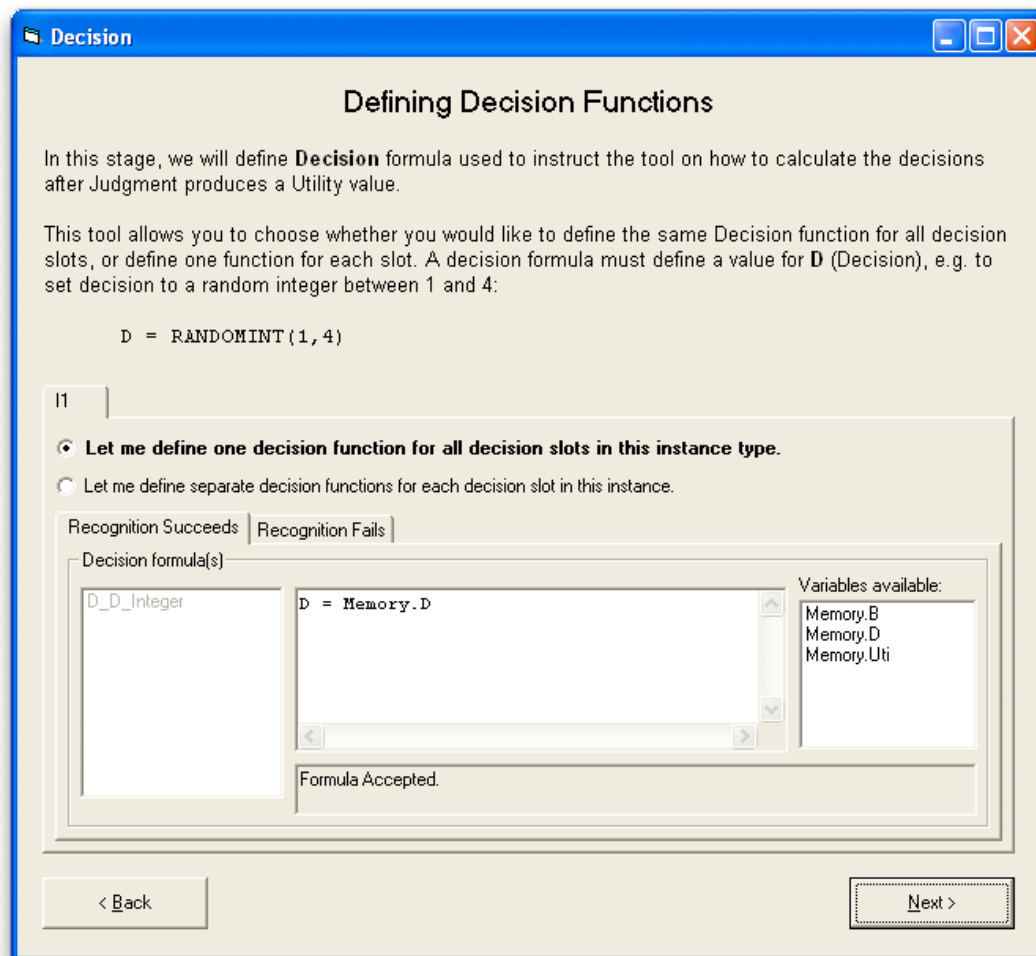 Decision
Defining Decision Functions
In this stage, we will define Decision formula used to instruct the tool on how to calculate the decisions
after Judgment produces a Utility value.
This tool allows you to choose whether you would like to define the same Decision function for all decision
slots, or define one function for each slot. A decision formula must define a value for D (Decision), e.g. to
set decision to a random integer between 1 and 4:
D = RANDOMINT(1,4)
I1
Let me define one decision function for all decision slots in this instance type.
Let me define separate decision functions for each decision slot in this instance.
Recognition Succeeds Recognition Fails
Decision formula(s)
Variables available:
D_D_Integer
D = Memory.D
Memory.B
Memory.D
Memory.Uti
Formula Accepted.
< Back
Next >